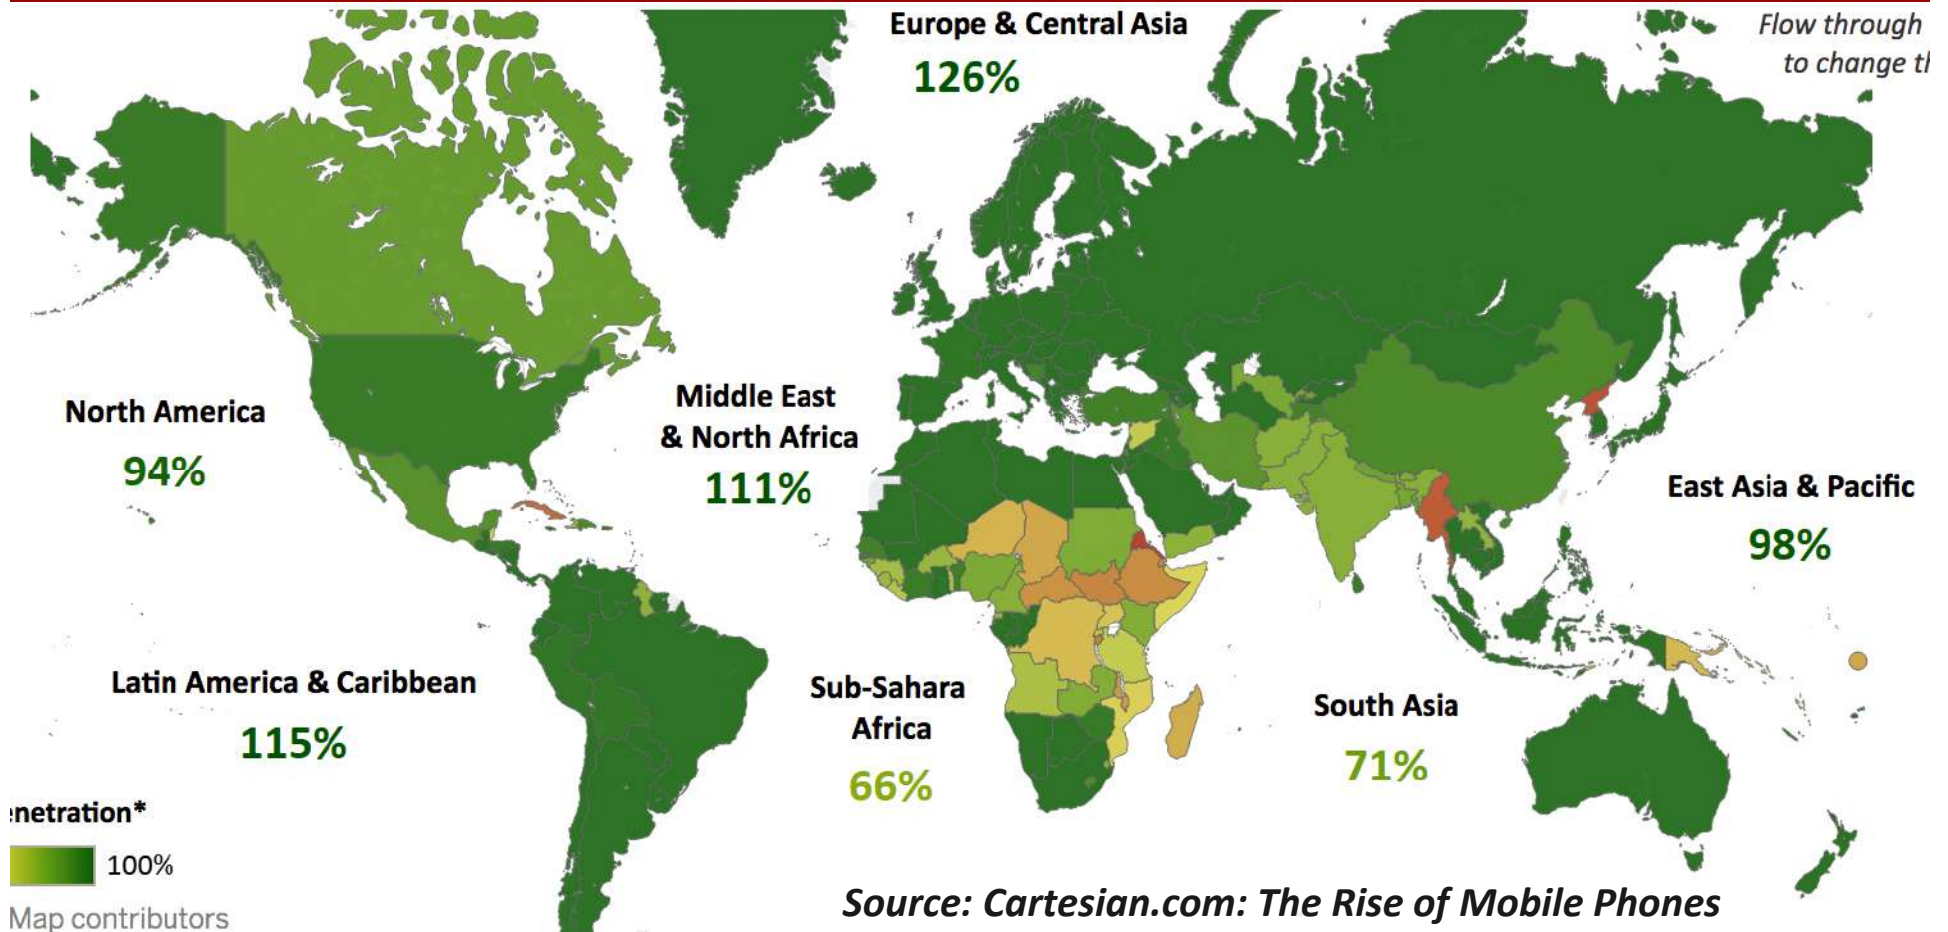 Europe & Central Asia
126%
Flow through
to change
North America
94%
Middle East
& North Africa
111%
East Asia & Pacific
98%
Latin America & Caribbean
115%
Sub-Sahara
Africa
66%
South Asia
71%
enetration*
100%
Map contributors
Source: Cartesian.com: The Rise of Mobile Phones